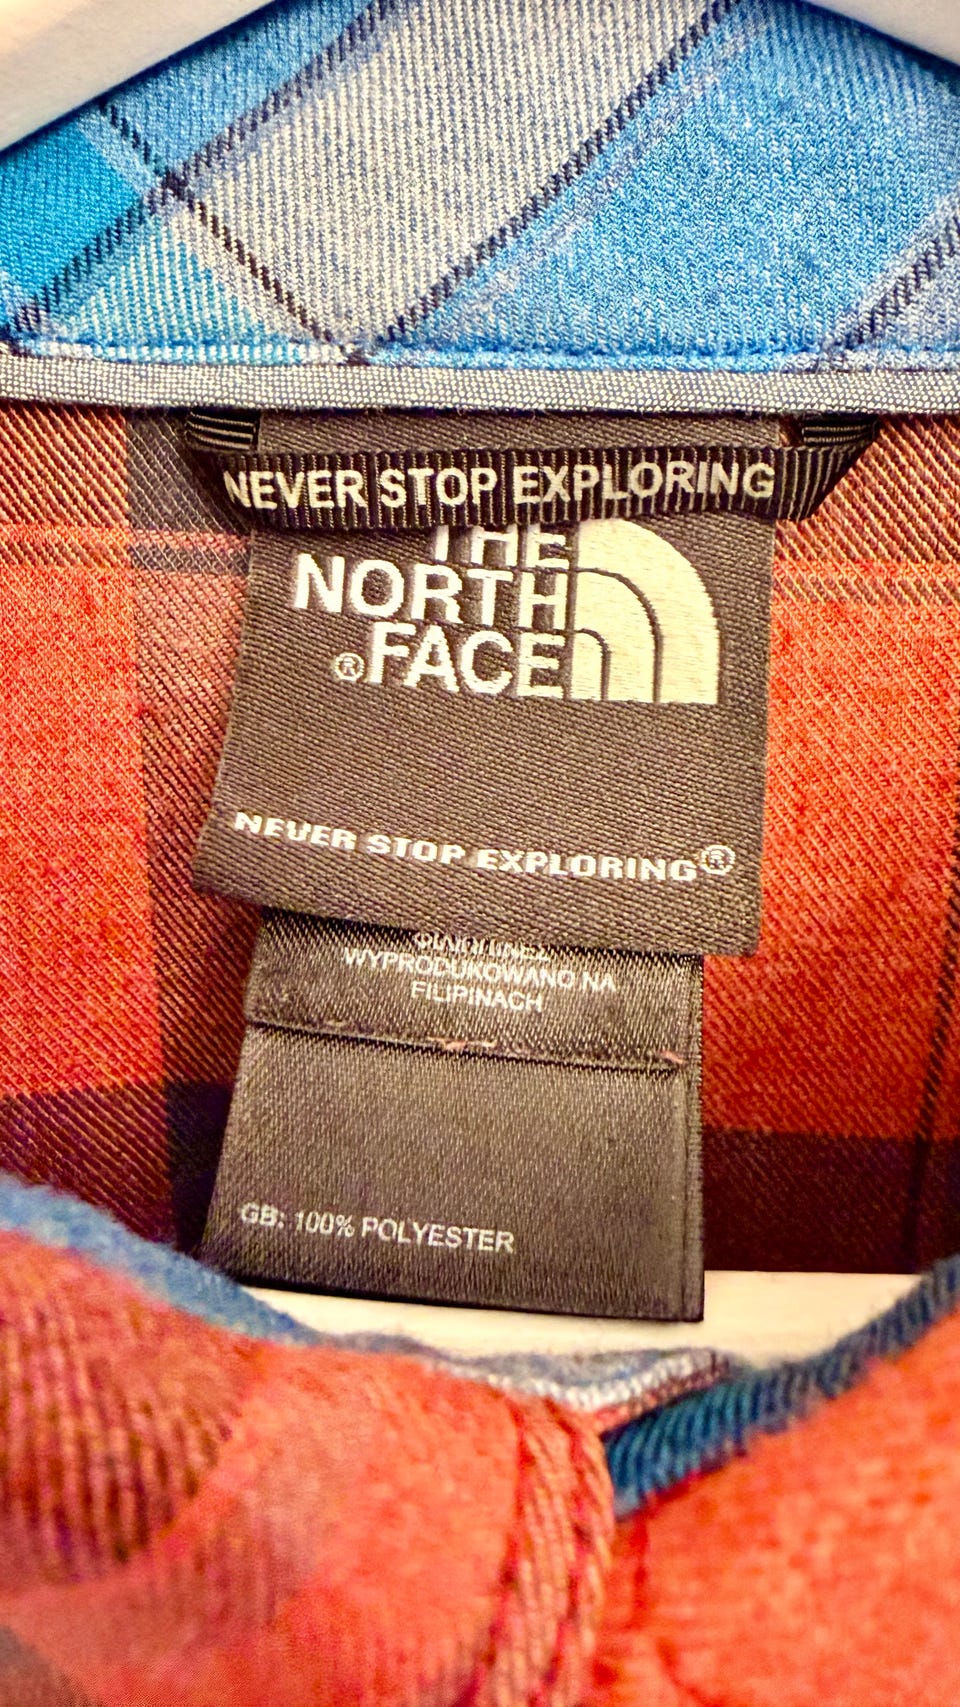 NEVER STOP EXPLORING
THE
NORTH
®FACE
NEVER STOP EXPLORING®
WYPRODUKOWANO NA
FILIPINACH
GB: 100% POLYESTER